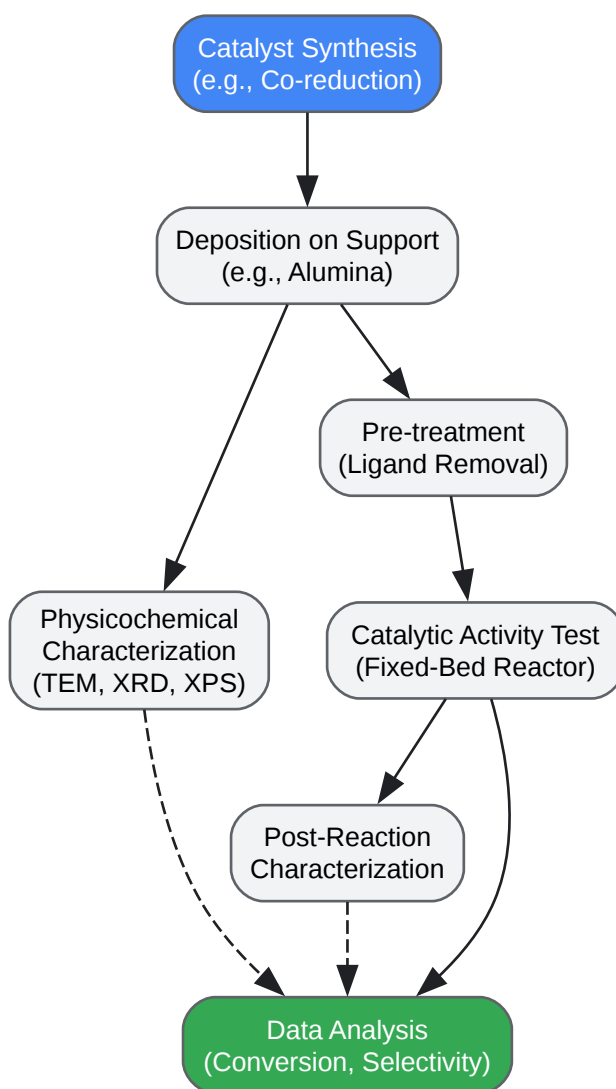 Catalyst Synthesis
(e.g., Co-reduction)
Deposition on Support
(e.g., Alumina)
Pre-treatment
(Ligand Removal)
Physicochemical
Characterization
(TEM, XRD, XPS)
Catalytic Activity Test
(Fixed-Bed Reactor)
Post-Reaction
Characterization
Data Analysis
(Conversion, Selectivity)